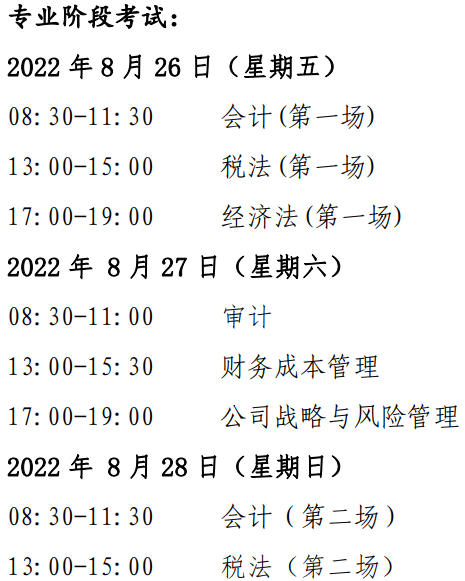 专业阶段考试：
2022 年 8 月 26 日（星期五）
08:30-11:30 会计(第一场)
13:00-15:00 税法(第一场)
17:00-19:00 经济法(第一场)
2022 年 8 月 27 日（星期六）
08:30-11:00 审计
13:00-15:30 财务成本管理
17:00-19:00 公司战略与风险管理
2022 年 8 月 28 日（星期日）
08:30-11:30 会计（第二场）
13:00-15:00 税法（第二场）